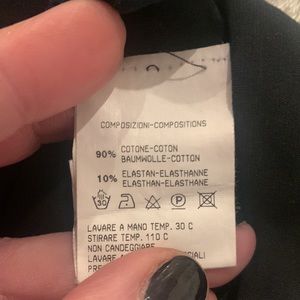 COMPOSIZIONI-COMPOSITIONS
90% COTONE-COTON
BAUMWOLLE-COTTON
10% ELASTAN-ELASTHANNE
ELASTHAN-ELASTANE
30 P
LAVARE A MANO TEMP. 30 C
STIRARE TEMP. 110 C
NON CANDEGGIARE